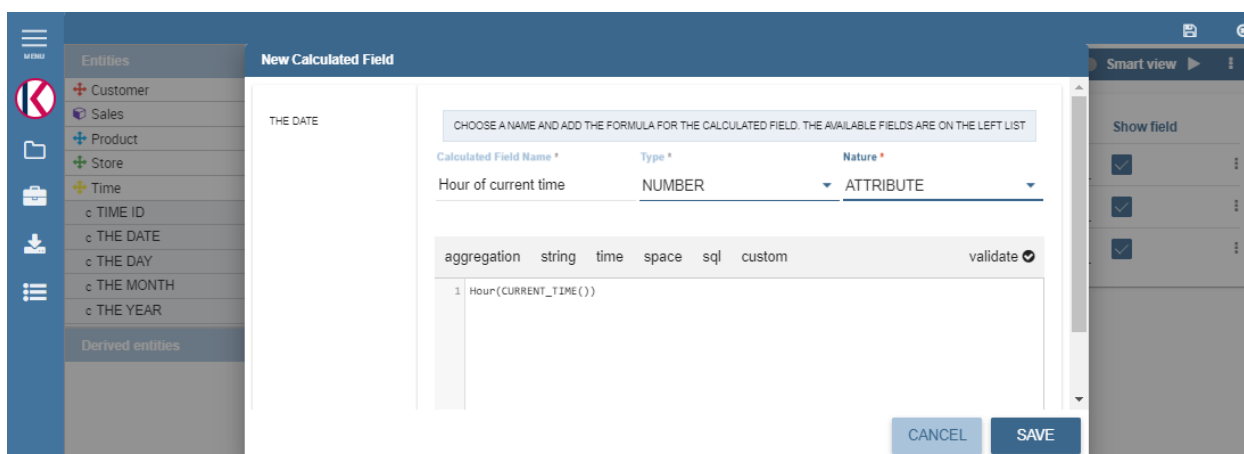 MENU
Entities
Customer
Sales
Product
Store
Time
c TIME ID
c THE DATE
c THE DAY
c THE MONTH
c THE YEAR
Derived entities
New Calculated Field
THE DATE
CHOOSE A NAME AND ADD THE FORMULA FOR THE CALCULATED FIELD. THE AVAILABLE FIELDS ARE ON THE LEFT LIST
Calculated Field Name * Type * Nature *
Hour of current time NUMBER ATTRIBUTE
aggregation string time space sql custom validate
1 Hour(CURRENT_TIME())
CANCEL SAVE
Smart view
Show field